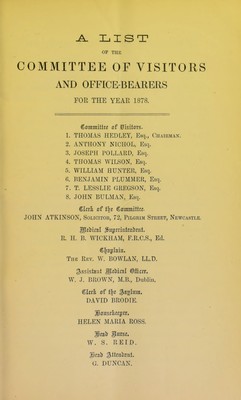 A LIST
OF THE
COMMITTEE OF VISITORS
AND OFFICE-BEARERS
FOR THE YEAR 1878.
Committee of Visitors.
1. THOMAS HEDLEY, Esq., Chairman.
2. ANTHONY NICHOL, Esq.
3. JOSEPH POLLARD, Esq.
4. THOMAS WILSON, Esq.
5. WILLIAM HUNTER, Esq.
6. BENJAMIN PLUMMER, Esq.
7. T. LESSLIE GREGSON, Esq.
8. JOHN BULMAN, Esq.
Clerk of the Committee.
JOHN ATKINSON, Solicitor, 72, Pilgrim Street, Newcastle.
Medical Superintendent.
R. H. B. WICKHAM, F.R.C.S., Ed.
Chaplain.
The Rev. W. BOWLAN, LL.D.
Assistant Medical Officer.
W. J. BROWN, M.B., Dublin.
Clerk of the Asylum.
DAVID BRODIE.
Housekeeper.
HELEN MARIA ROSS.
Head Nurse.
W. S. REID.
Head Attendant.
G. DUNCAN.